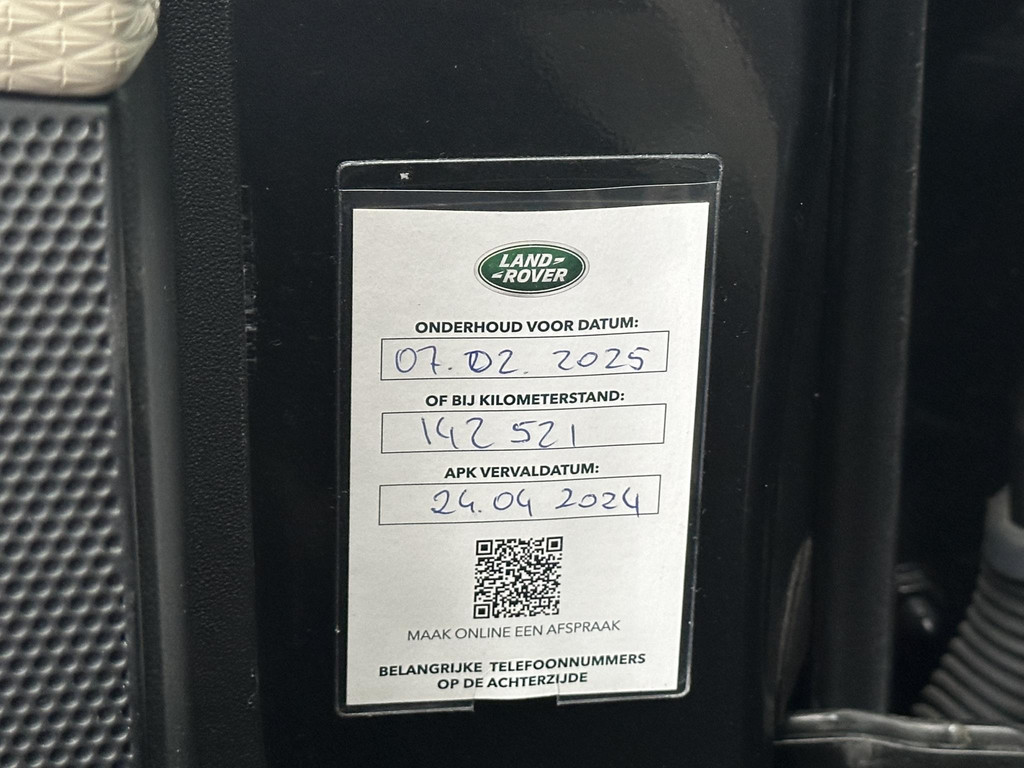 LAND
ROVER
ONDERHOUD VOOR DATUM:
07.02.2025
OF BIJ KILOMETERSTAND:
142 521
APK VERVALDATUM:
24.04 2024
MAAK ONLINE EEN AFSPRAAK
BELANGRIJKE TELEFOONNUMMERS
OP DE ACHTERZIJDE